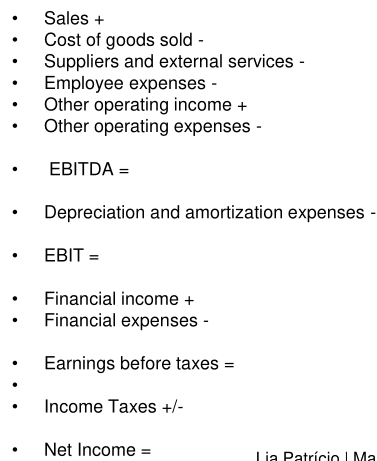 • Sales +
• Cost of goods sold -
• Suppliers and external services -
• Employee expenses -
• Other operating income +
• Other operating expenses -
• EBITDA =
• Depreciation and amortization expenses -
• EBIT =
• Financial income +
• Financial expenses -
• Earnings before taxes =
•
• Income Taxes +/-
• Net Income =
Lia Patrício | Ma